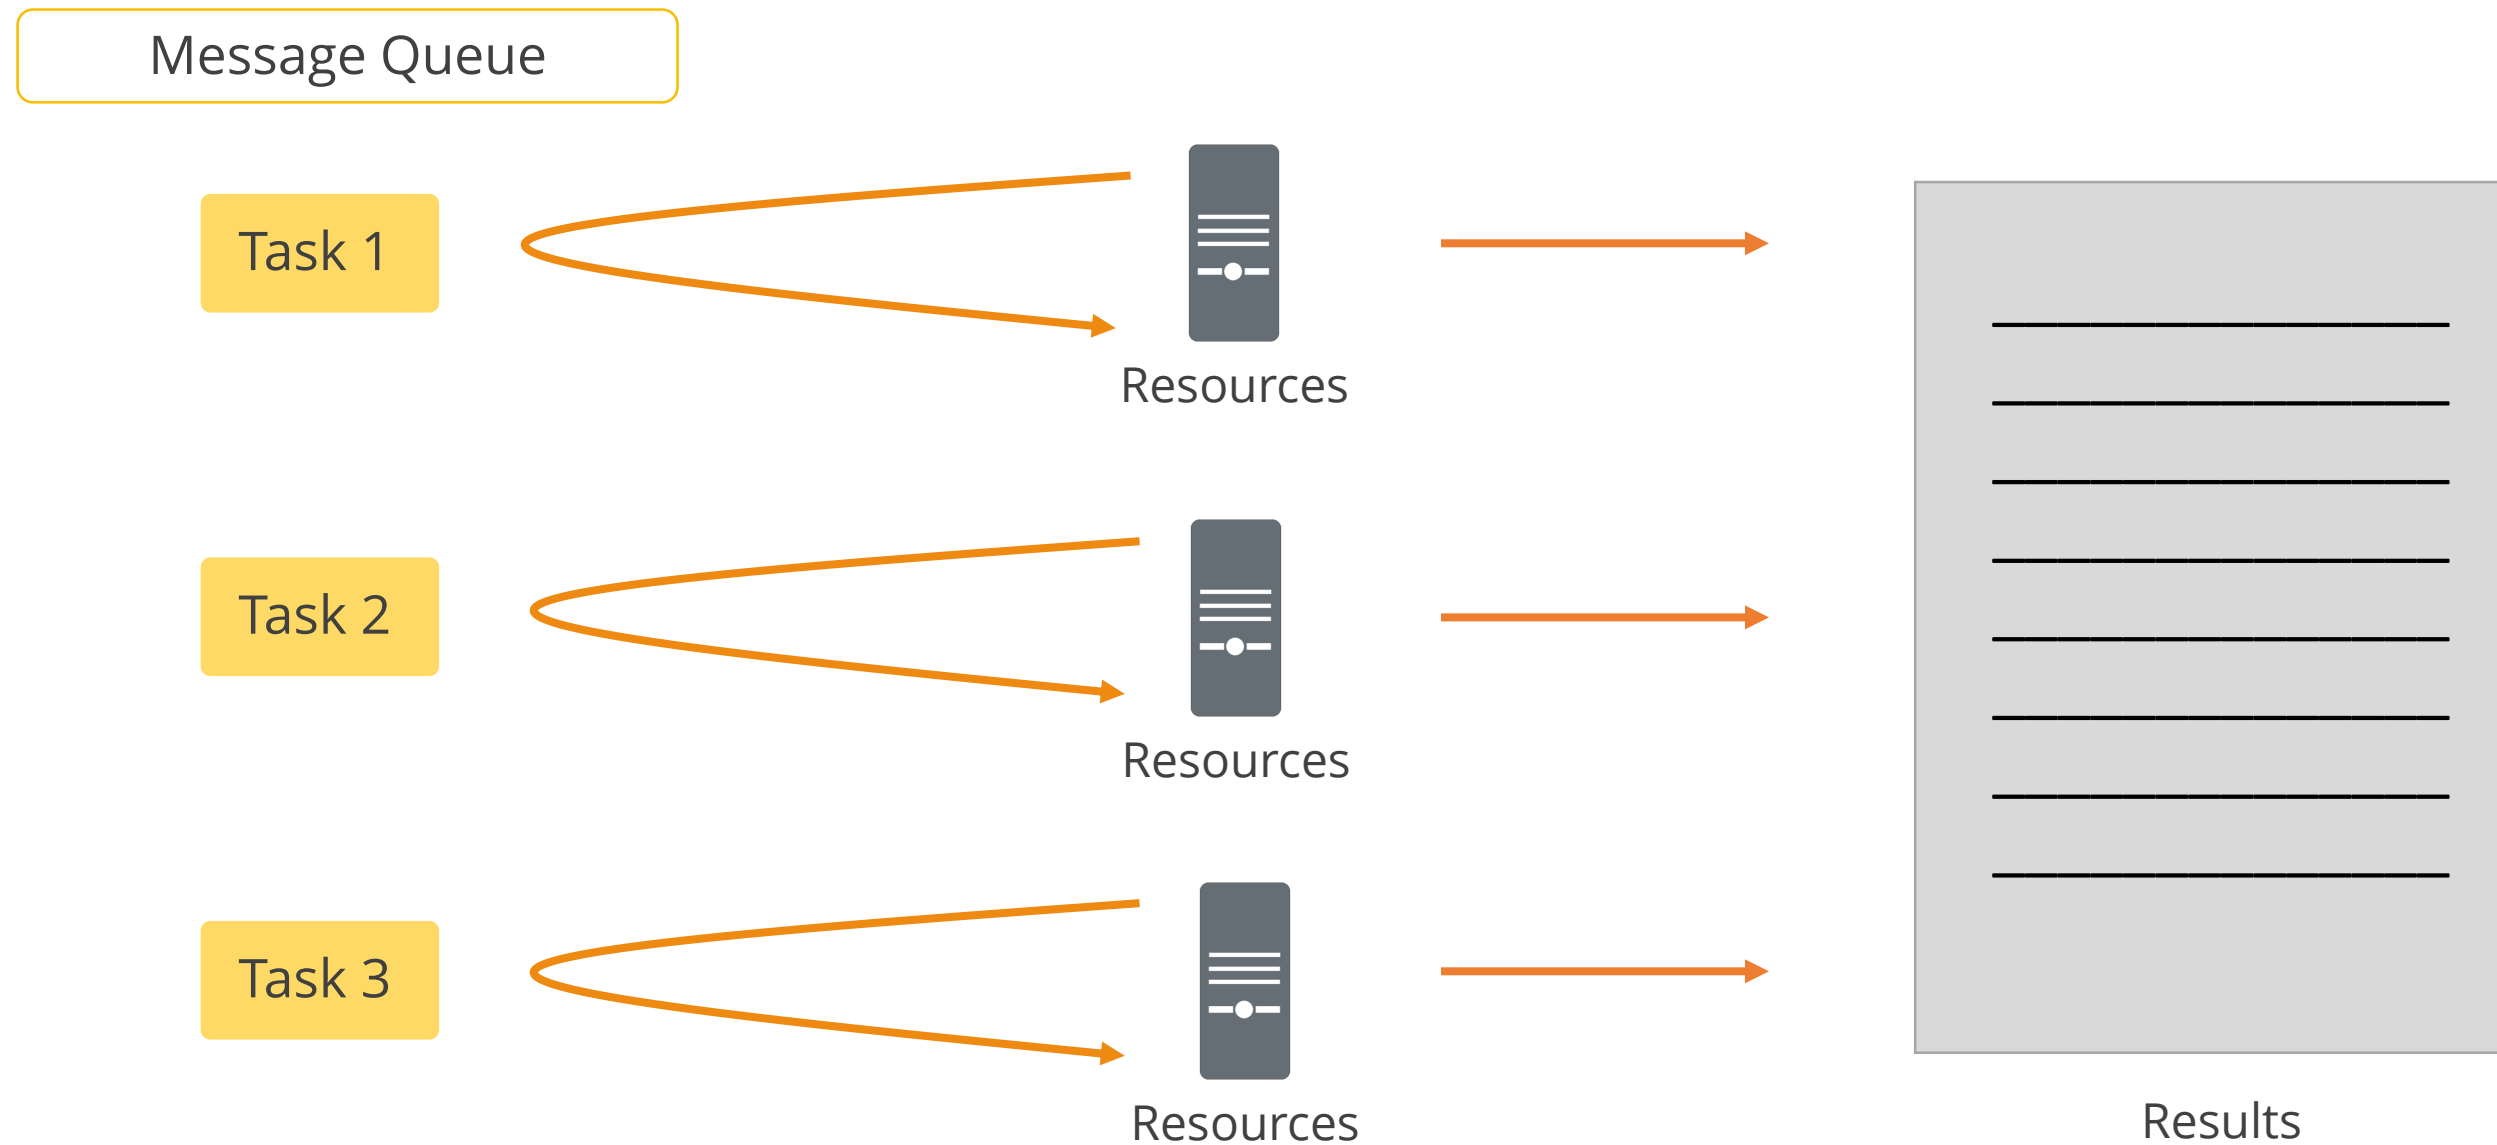 Message Queue
Task 1
Resources
Task 2
Resources
Task 3
Resources
Results